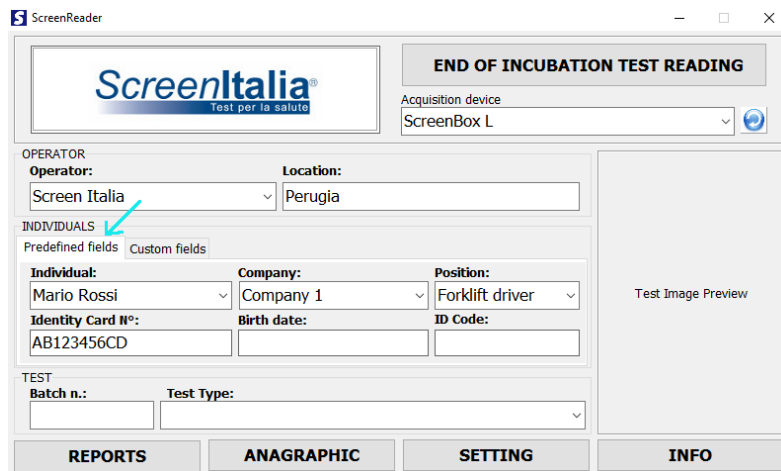 ScreenReader
ScreenItalia®
Test per la salute
END OF INCUBATION TEST READING
Acquisition device
ScreenBox L
OPERATOR
Operator: Location:
Screen Italia Perugia
INDIVIDUALS
Predefined fields Custom fields
Individual: Company: Position:
Mario Rossi Company 1 Forklift driver
Identity Card N°: Birth date: ID Code:
AB123456CD
Test Image Preview
TEST
Batch n.: Test Type:
REPORTS ANAGRAPHIC SETTING INFO